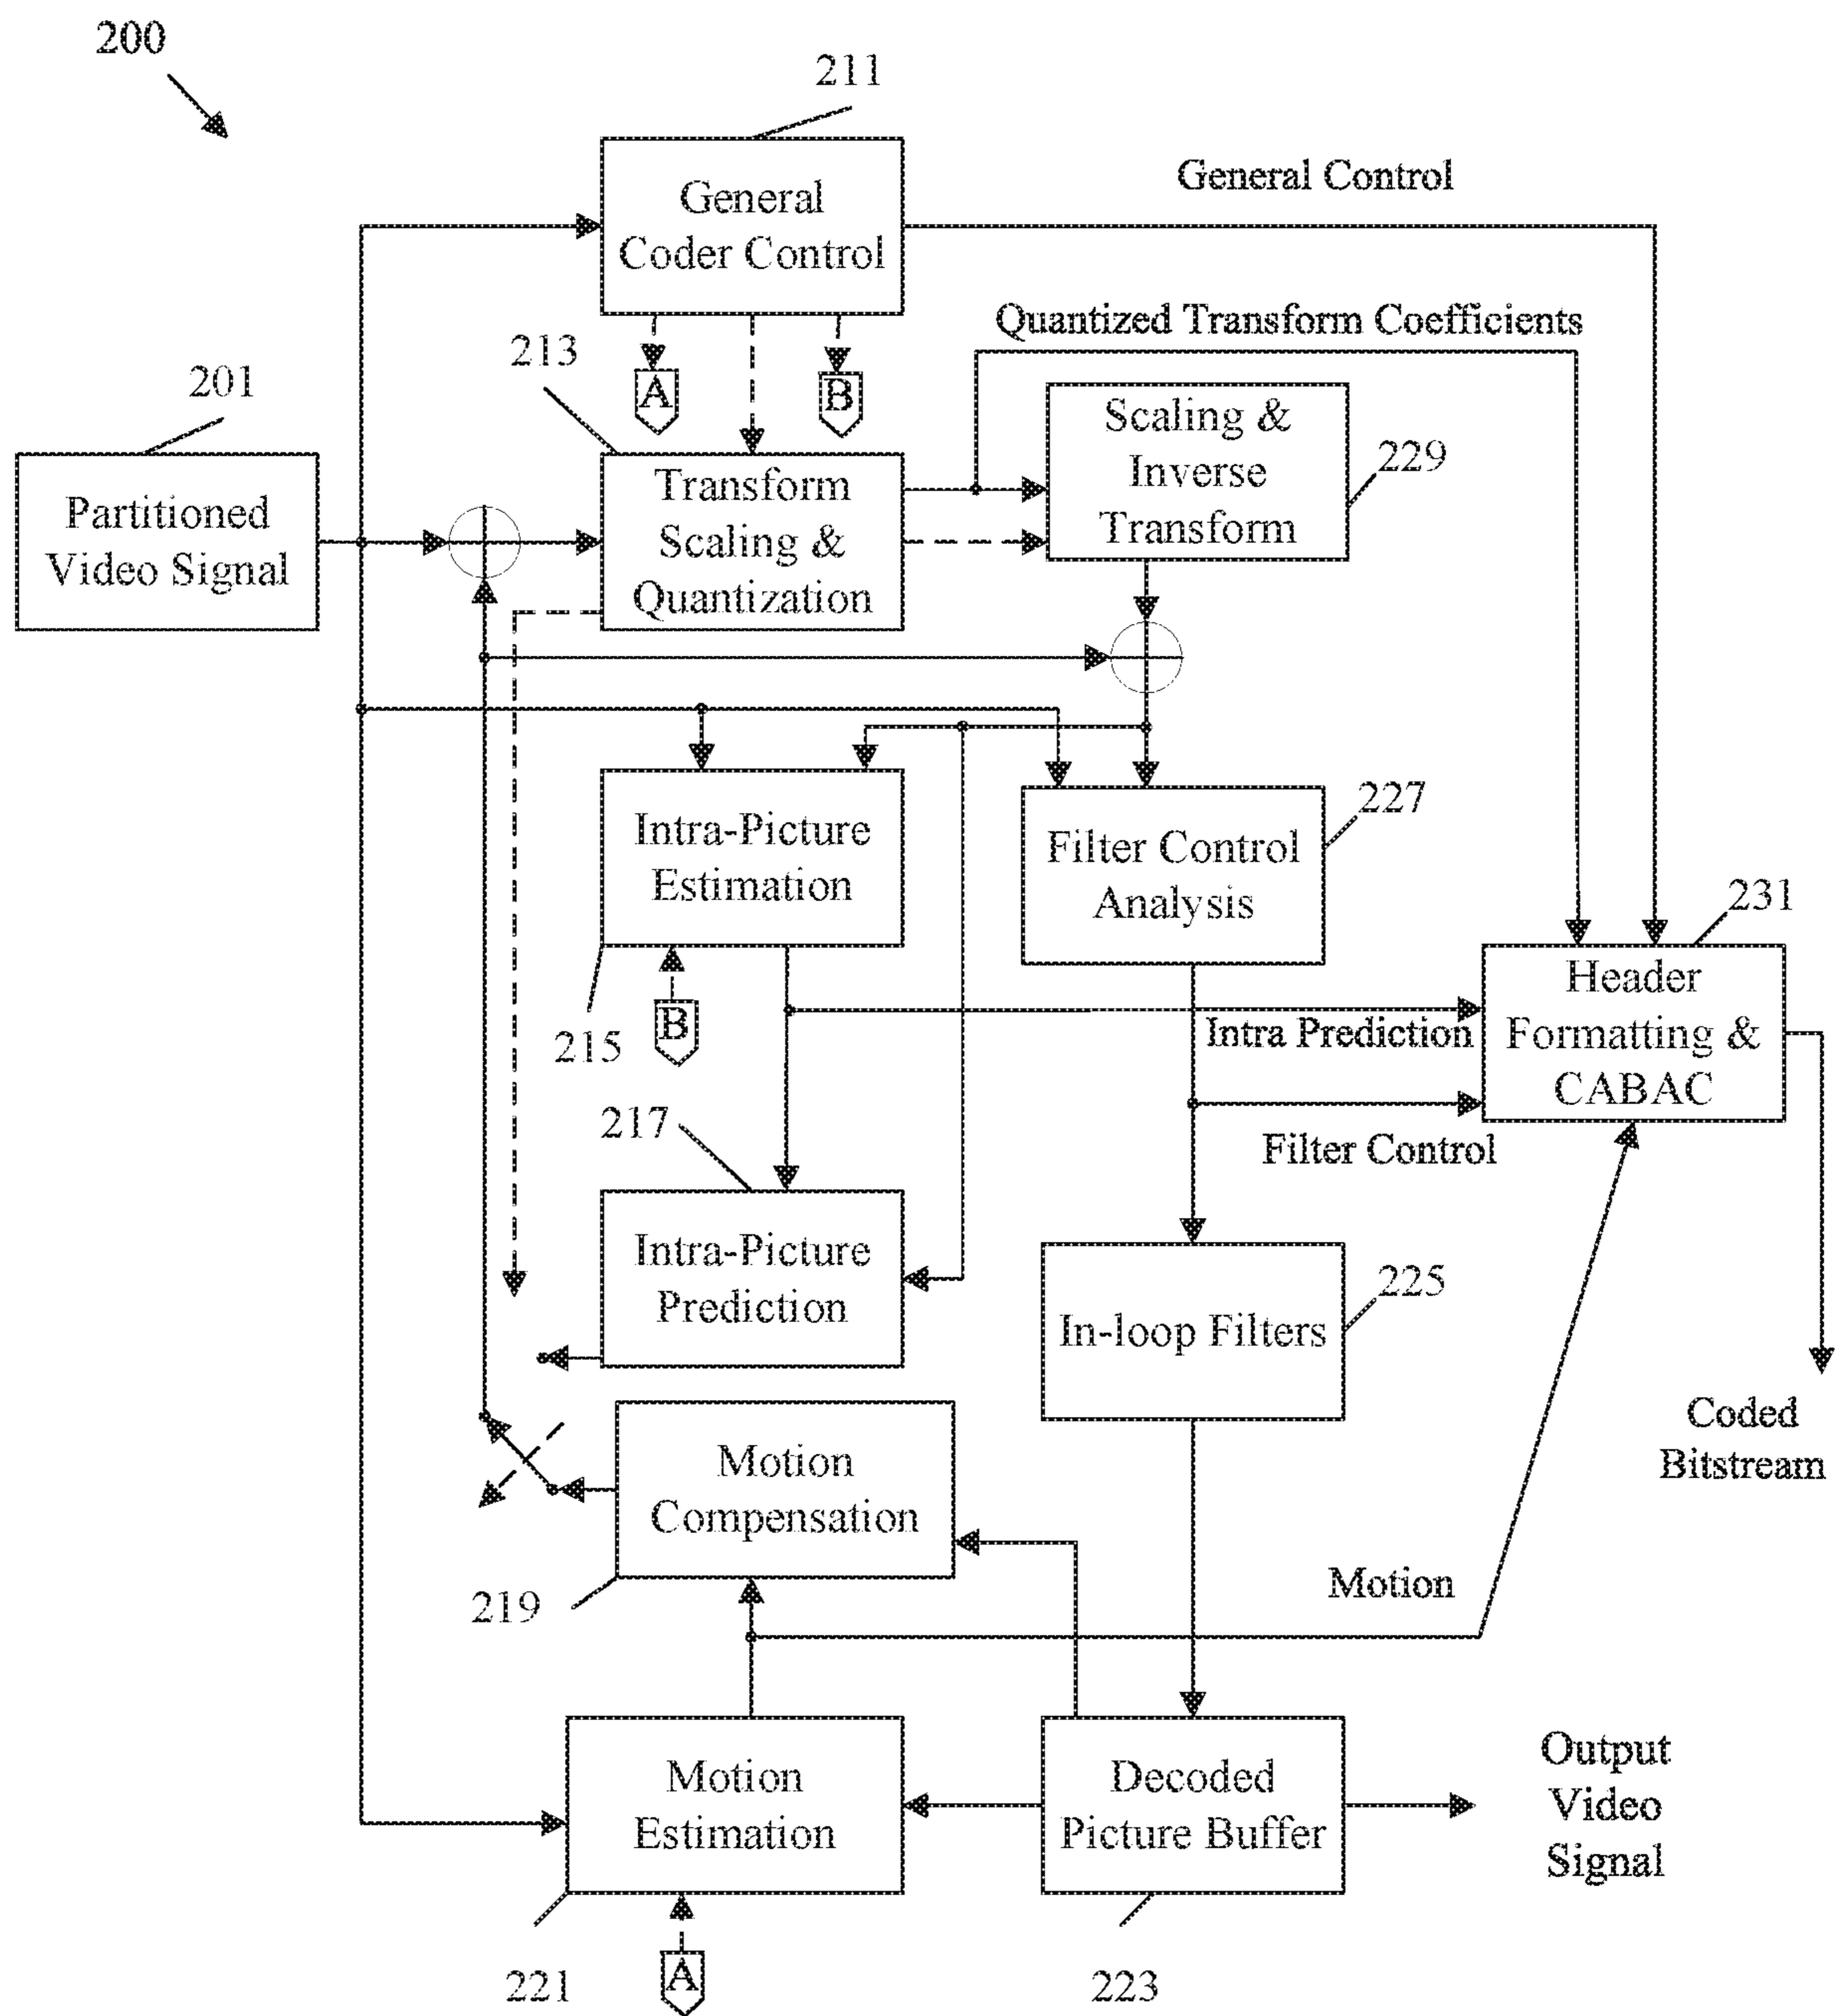 200
211
General
Coder Control
General Control
Quantized Transform Coefficients
213
A
B
201
Partitioned
Video Signal
Transform
Scaling &
Quantization
Scaling &
Inverse
Transform
229
Intra-Picture
Estimation
215
B
227
Filter Control
Analysis
231
Header
Formatting &
CABAC
Intra Prediction
Filter Control
217
Intra-Picture
Prediction
225
In-loop Filters
Coded
Bitstream
Motion
Compensation
219
Motion
Motion
Estimation
221
A
Decoded
Picture Buffer
223
Output
Video
Signal